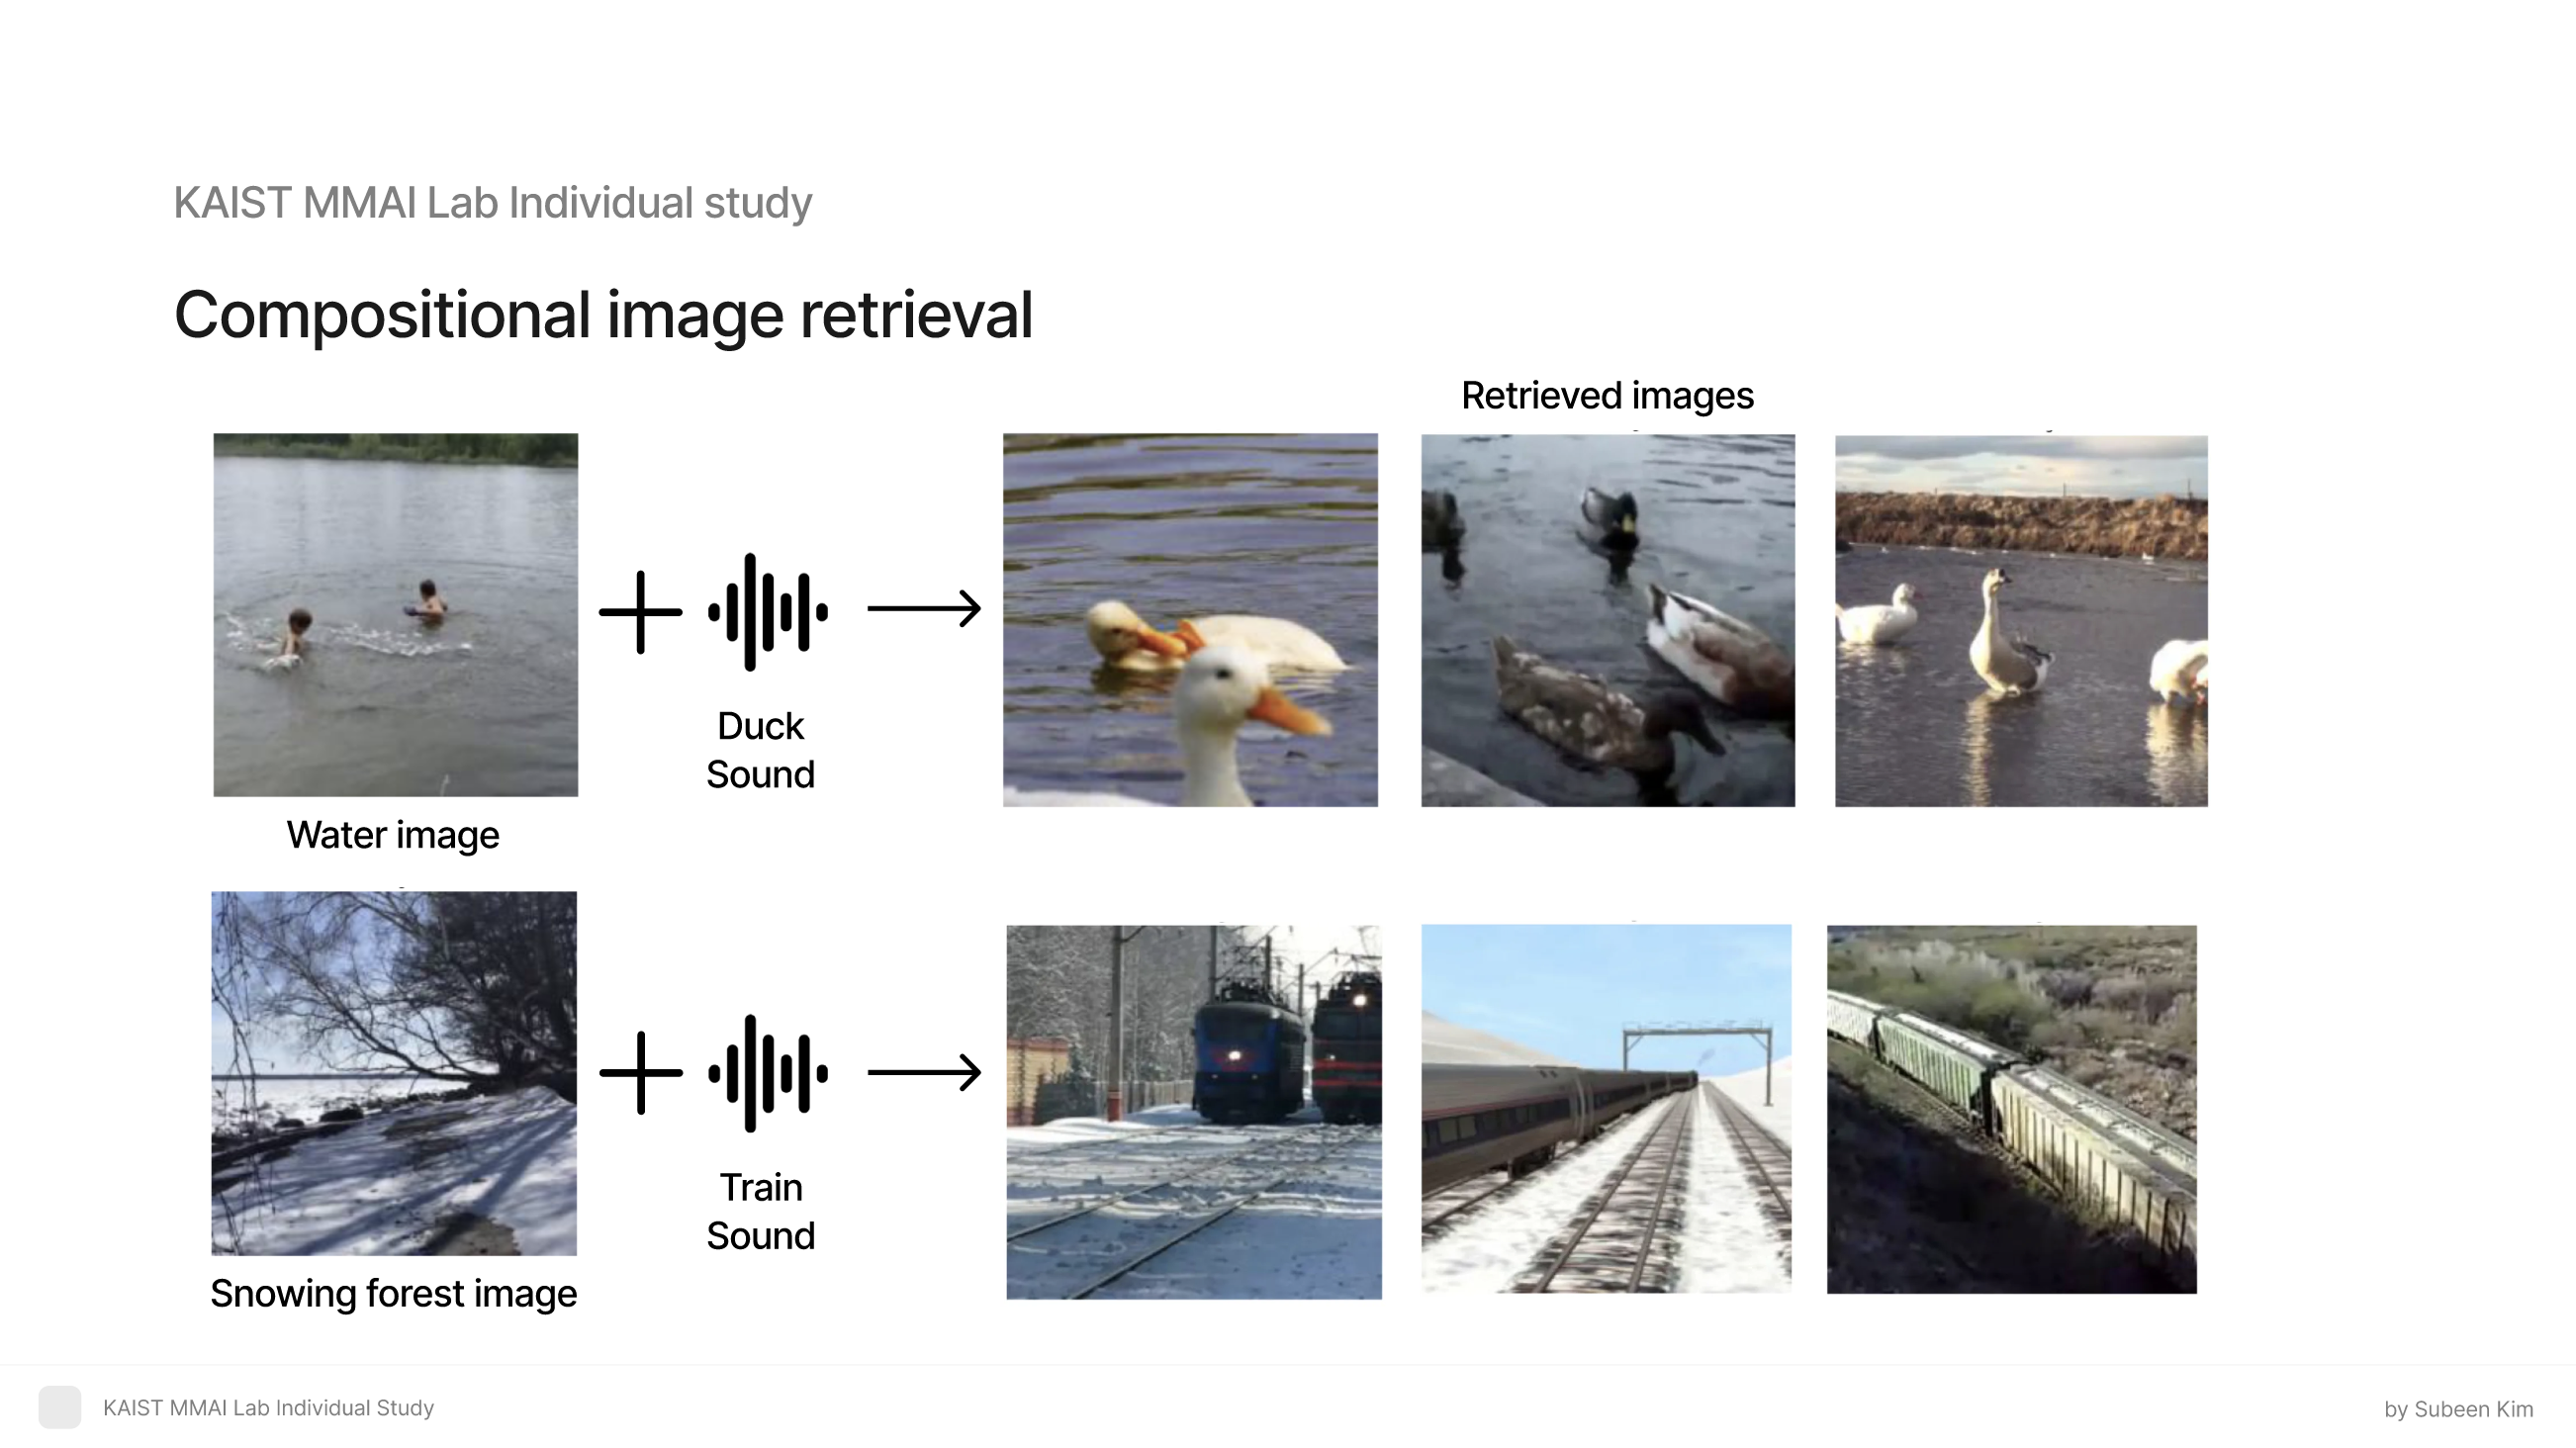 KAIST MMAI Lab Individual study
Compositional image retrieval
Retrieved images
Duck
Sound
Water image
Train
Sound
Snowing forest image
KAIST MMAI Lab Individual Study
by Subeen Kim